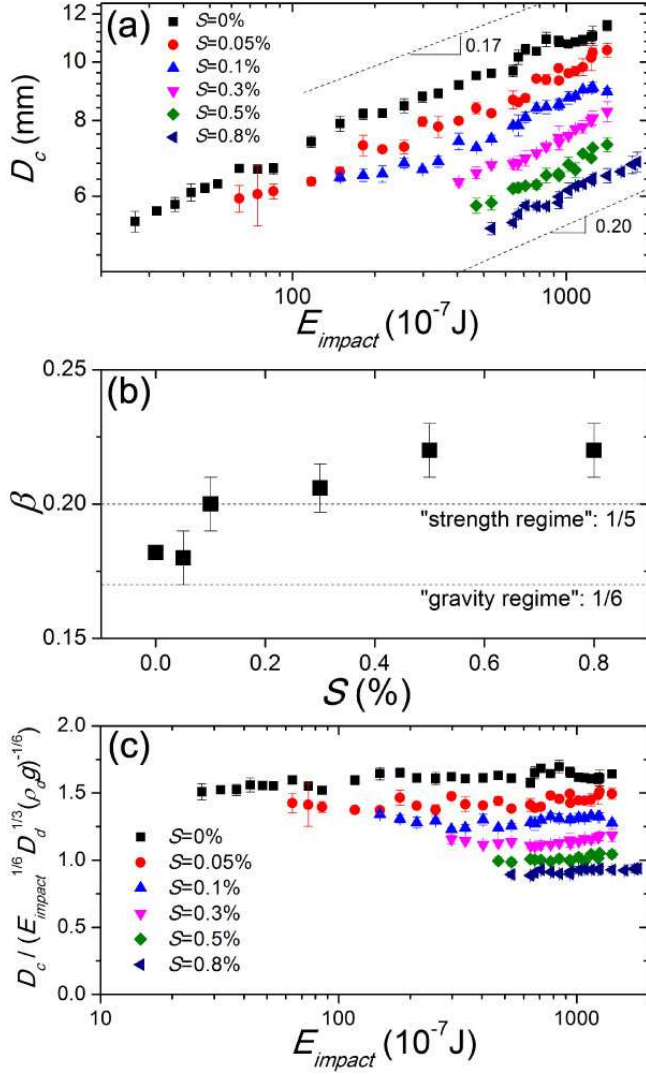 (a)
S=0%
S=0.05%
S=0.1%
S=0.3%
S=0.5%
S=0.8%
0.17
0.20
12
10
8
6
D_c (mm)
100
1000
E_impact (10^-7 J)
(b)
0.25
0.20
0.15
β
"strength regime": 1/5
"gravity regime": 1/6
0.0
0.2
0.4
0.6
0.8
S (%)
(c)
2.0
1.5
1.0
0.5
0.0
D_c / (E_impact^1/6 D_d^1/3 (ρ_d g)^-1/6)
S=0%
S=0.05%
S=0.1%
S=0.3%
S=0.5%
S=0.8%
10
100
1000
E_impact (10^-7 J)